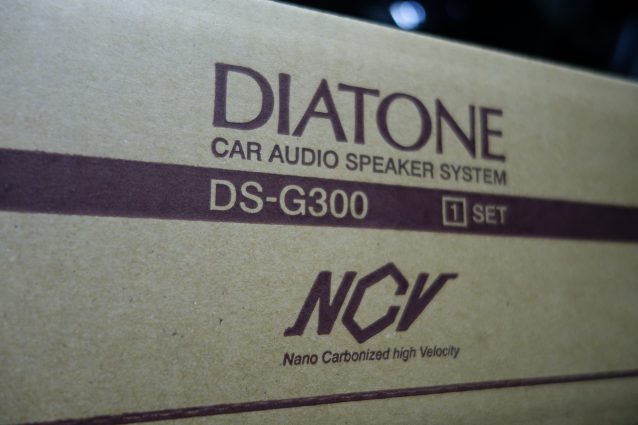 DIATONE
CAR AUDIO SPEAKER SYSTEM
DS-G300 1 SET
NCV
Nano Carbonized high Velocity